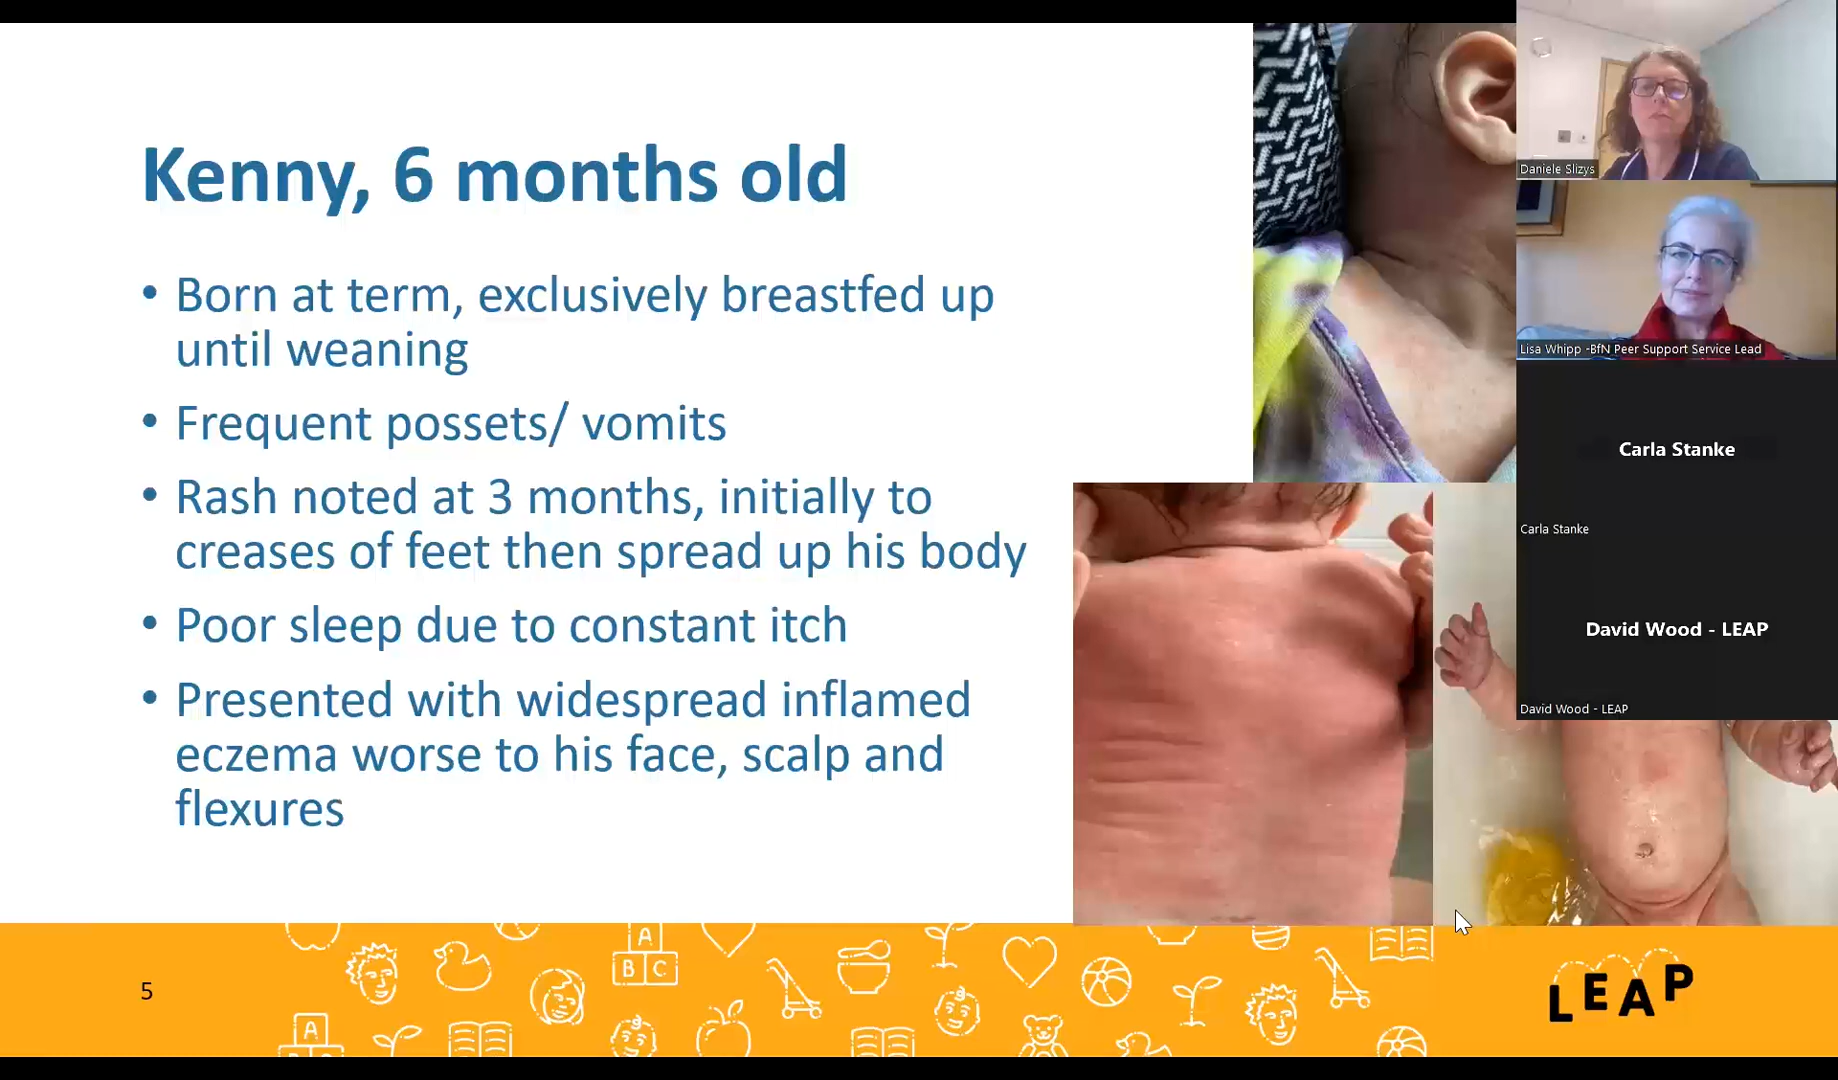 Kenny, 6 months old
• Born at term, exclusively breastfed up
until weaning
• Frequent possets/ vomits
• Rash noted at 3 months, initially to
creases of feet then spread up his body
• Poor sleep due to constant itch
• Presented with widespread inflamed
eczema worse to his face, scalp and
flexures
Daniele Slizys
Lisa Whipp -BfN Peer Support Service Lead
Carla Stanke
Carla Stanke
David Wood - LEAP
David Wood - LEAP
5
A
B C
A
LEAP